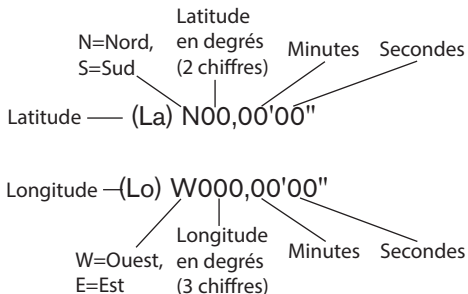 N=Nord,
S=Sud
Latitude
en degrés
(2 chiffres)
Minutes
Secondes
Latitude
(La) N00,00'00"
Longitude
(Lo) W000,00'00"
W=Ouest,
E=Est
Longitude
en degrés
(3 chiffres)
Minutes
Secondes